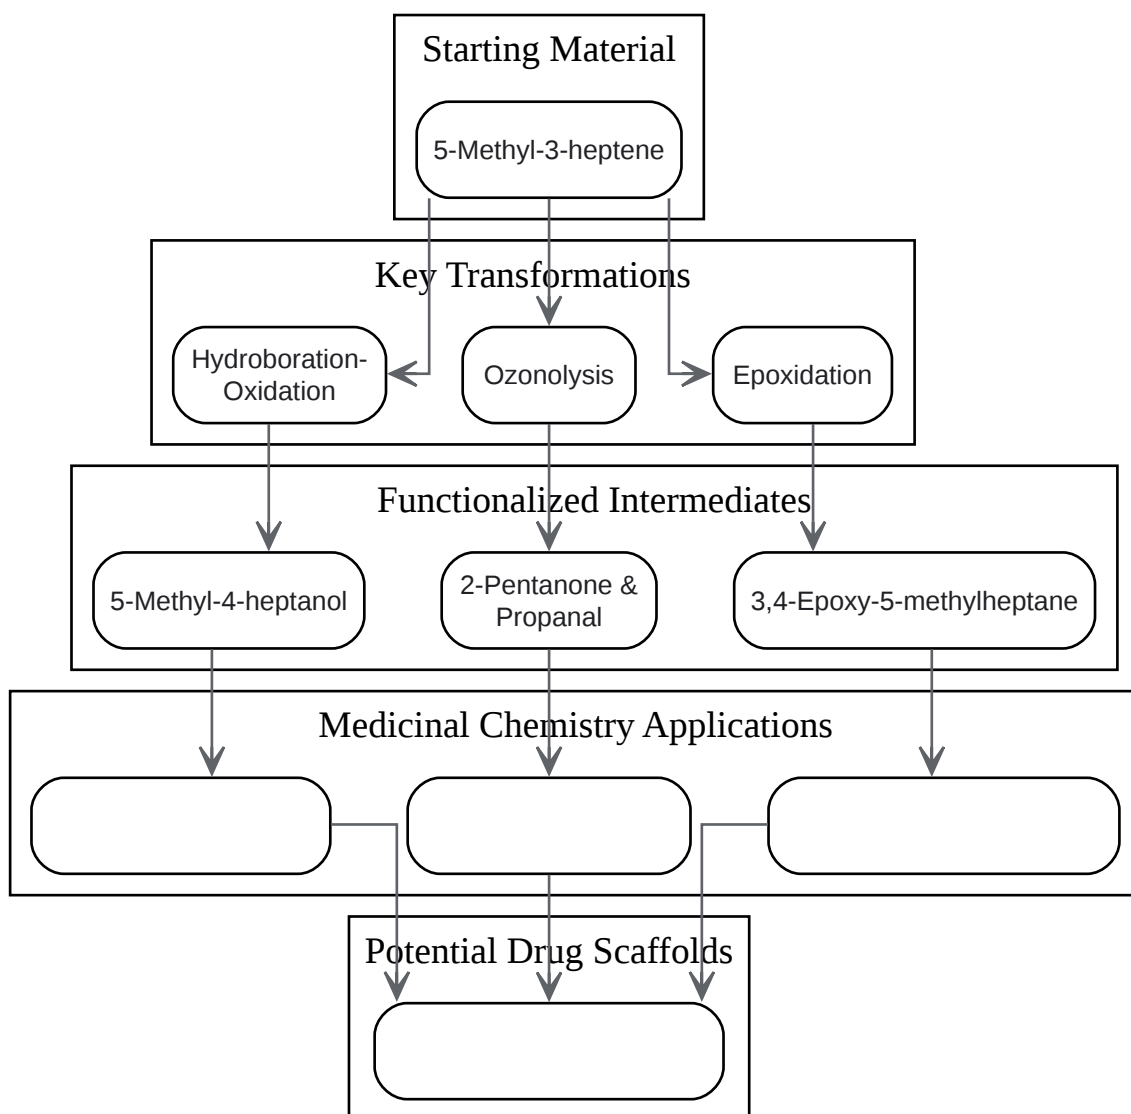 Starting Material
5-Methyl-3-heptene
Key Transformations
Hydroboration-
Oxidation
Ozonolysis
Epoxidation
Functionalized Intermediates
5-Methyl-4-heptanol
2-Pentanone &
Propanal
3,4-Epoxy-5-methylheptane
Medicinal Chemistry Applications
Potential Drug Scaffolds